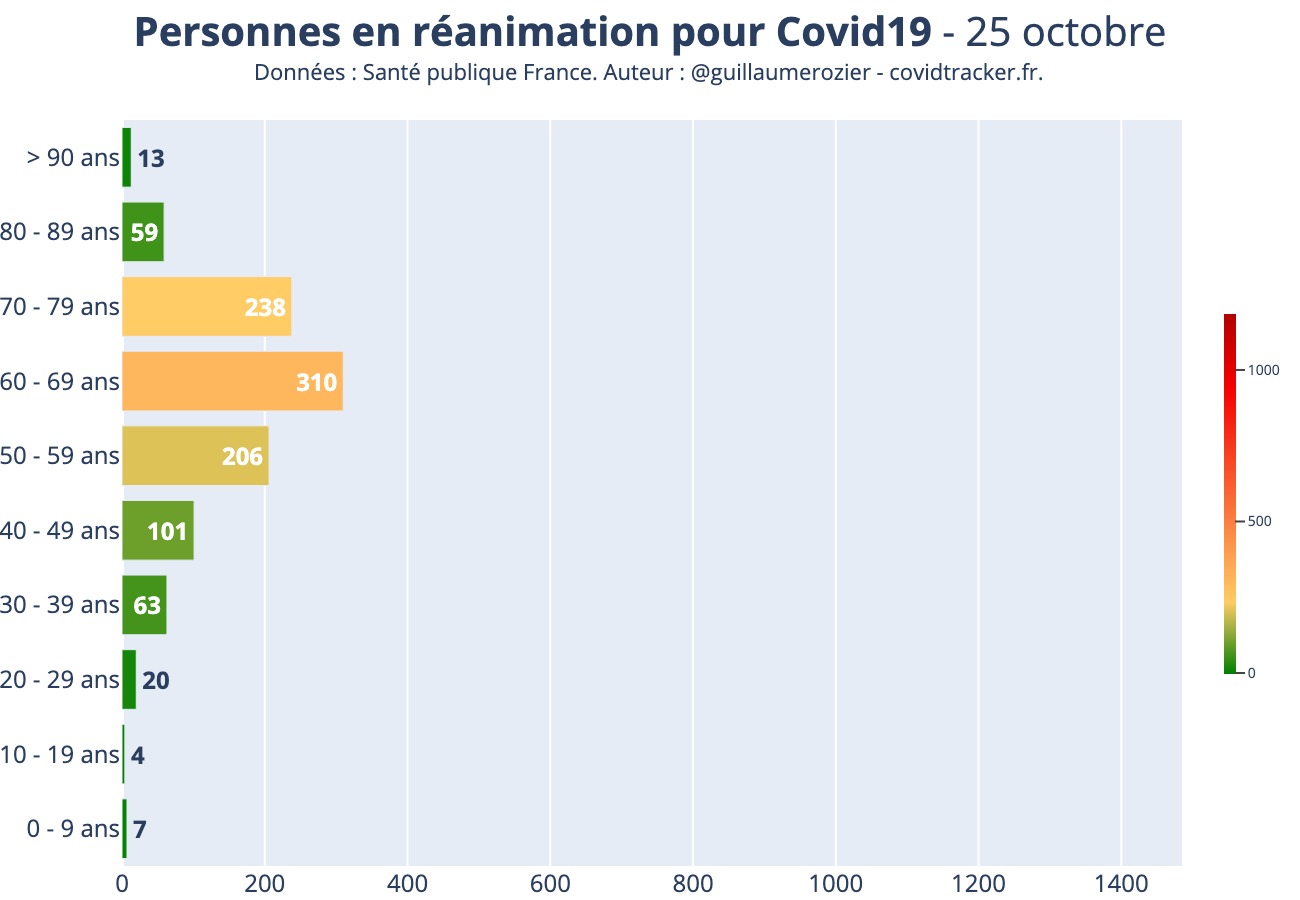 Personnes en réanimation pour Covid19 - 25 octobre
Données : Santé publique France. Auteur : @guillaumerozier - covidtracker.fr.
> 90 ans 13
80 - 89 ans 59
70 - 79 ans 238
60 - 69 ans 310
50 - 59 ans 206
40 - 49 ans 101
30 - 39 ans 63
20 - 29 ans 20
10 - 19 ans 4
0 - 9 ans 7
0 200 400 600 800 1000 1200 1400
1000
500
0